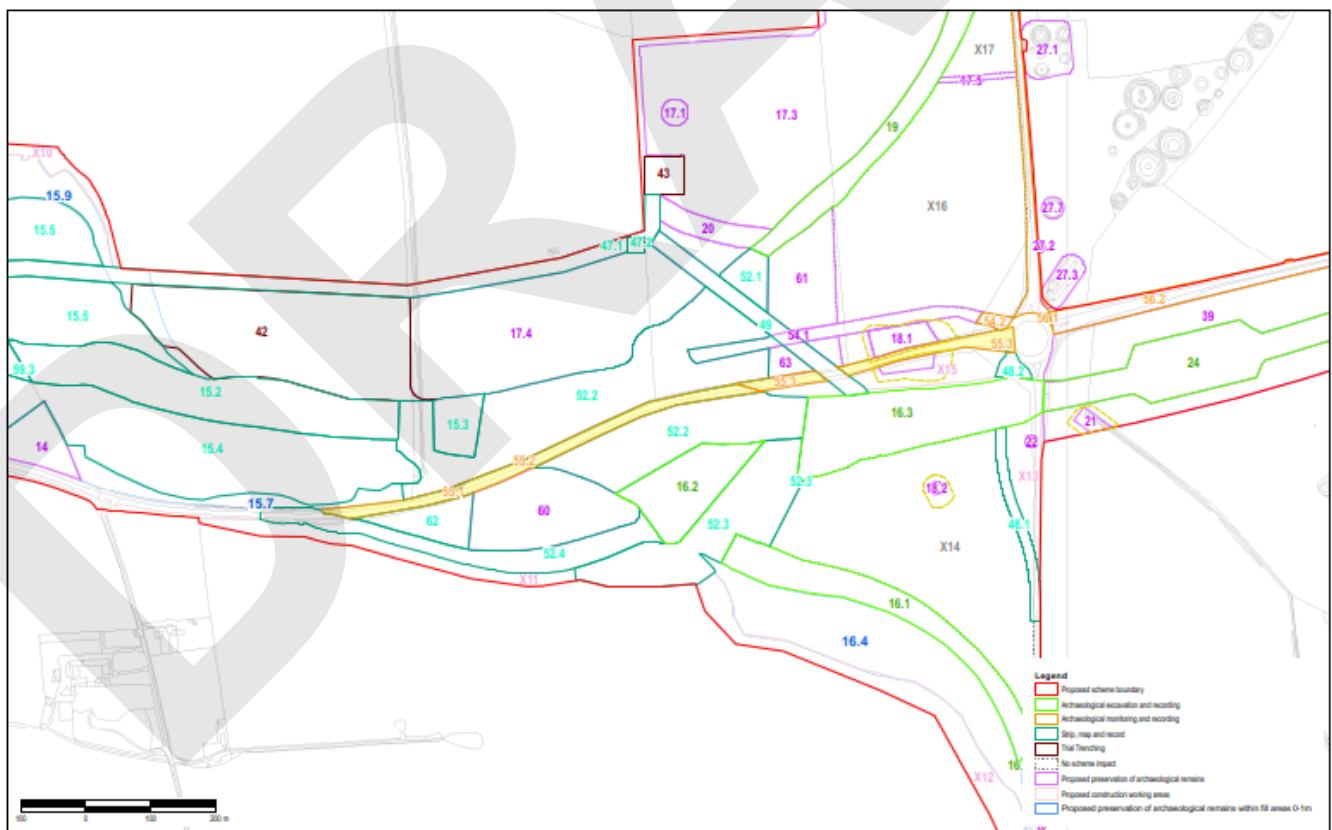 X17
27.1
17.5
17.1
17.3
19
X10
43
15.9
X16
27.7
15.5
20
47.1
47.2
27.2
52.1
61
27.3
56.2
15.5
49
54.2
56.1
39
42
17.4
54.1
18.1
55.3
63
X15
48.2
24
59.3
55.3
15.2
52.2
15.3
16.3
21
52.2
14
15.4
22
55.2
X13
52.3
16.2
18.2
55.1
15.7
60
62
52.3
48.1
52.4
X14
X11
16.1
16.4
Legend
Proposed scheme boundary
Archaeological excavation and recording
Archaeological monitoring and recording
Strip, map and record
Trial Trenching
16.
No scheme impact
X12
Proposed preservation of archaeological remains
Proposed construction working areas
Proposed preservation of archaeological remains within fill areas 0-1m
100 0 100 200 m
DRA